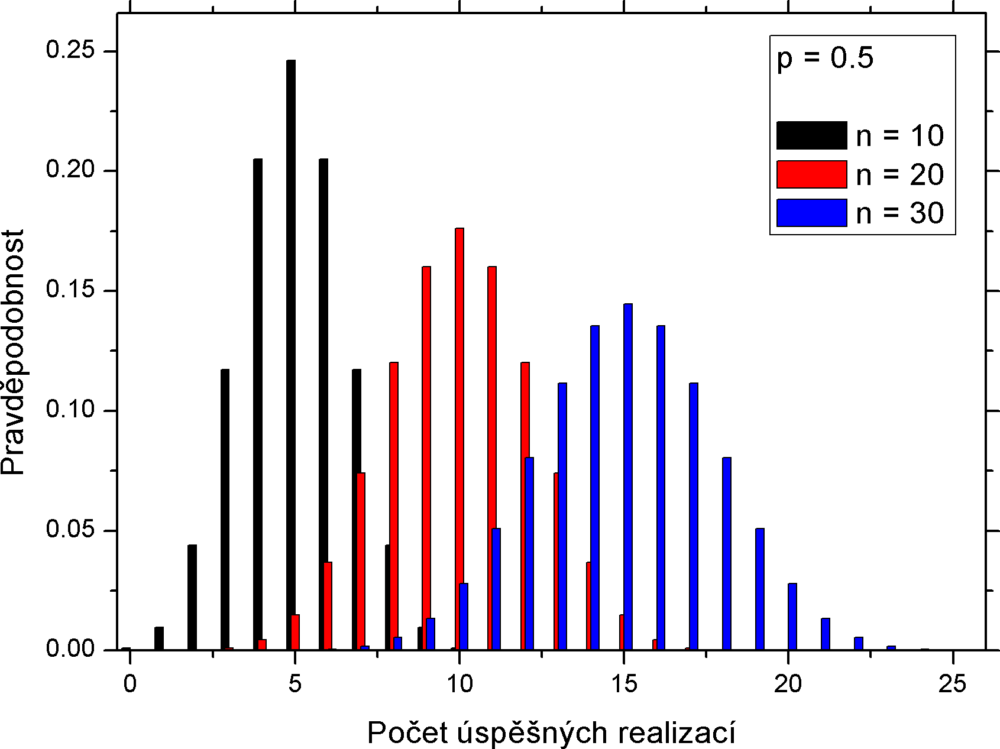 0.25
0.20
0.15
0.10
0.05
0.00
Pravděpodobnost
p = 0.5
n = 10
n = 20
n = 30
0 5 10 15 20 25
Počet úspěšných realizací